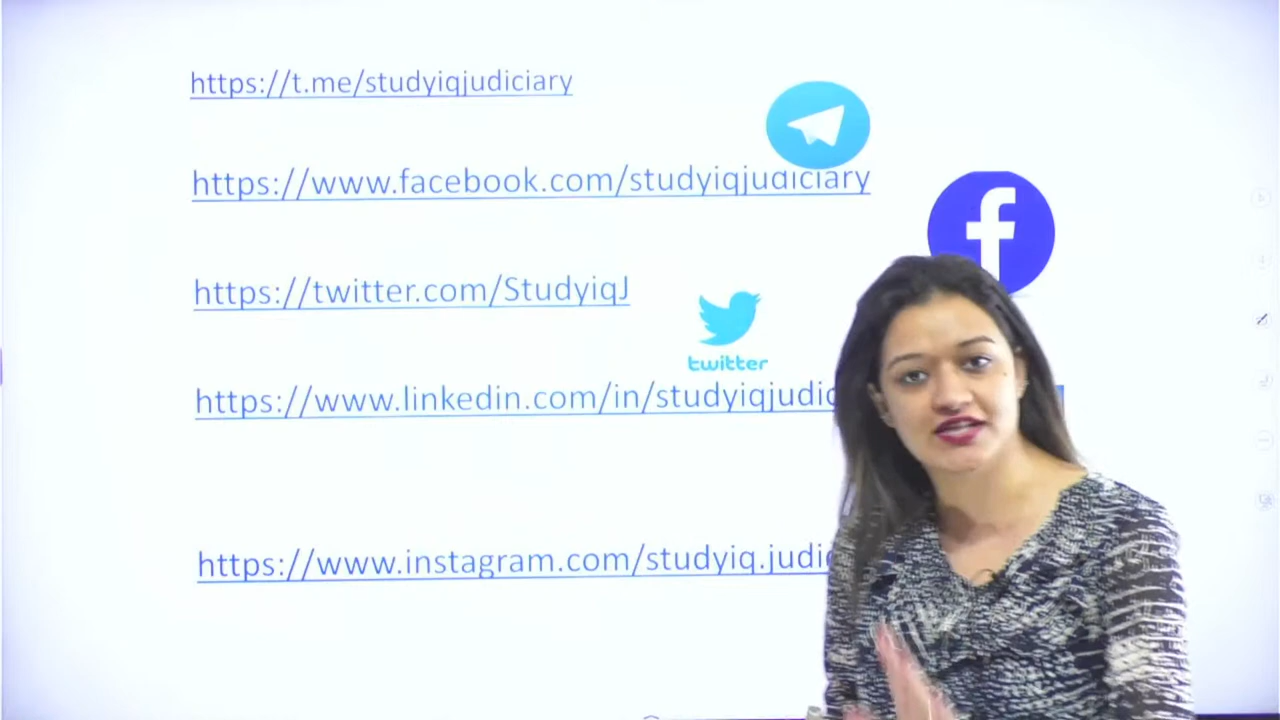 https://t.me/studyiqjudiciary
https://www.facebook.com/studyiqjudiciary
https://twitter.com/StudyiqJ
twitter
https://www.linkedin.com/in/studyiqjudic
https://www.instagram.com/studyiq.judic